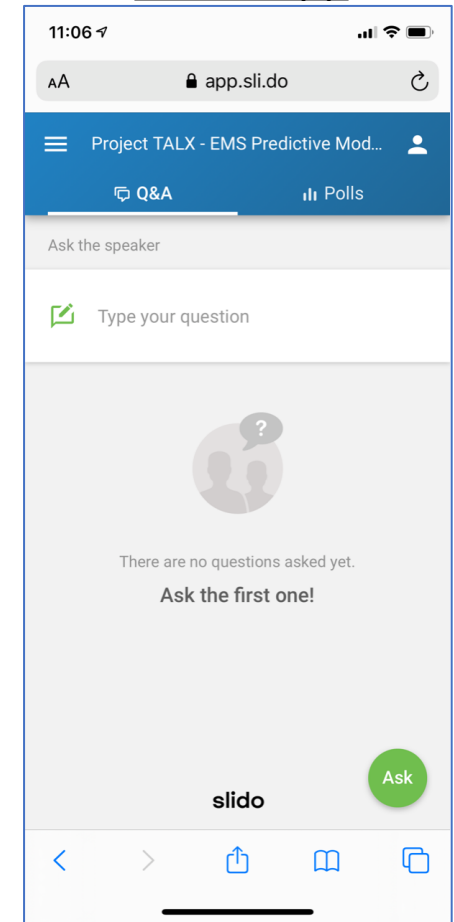 11:06
AA app.sli.do
Project TALX - EMS Predictive Mod...
Q&A Polls
Ask the speaker
Type your question
?
There are no questions asked yet.
Ask the first one!
Ask
slido